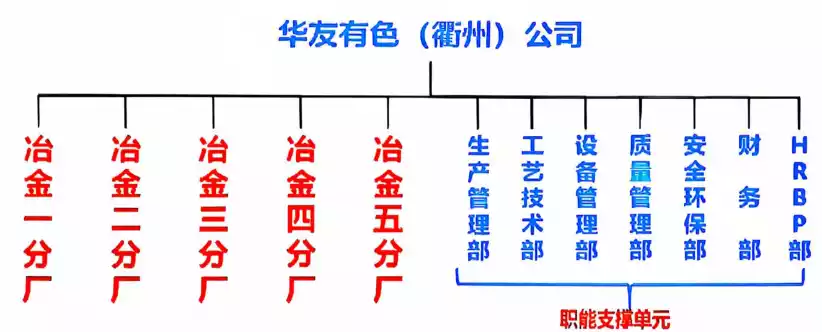 华友有色（衢州）公司
冶金一分厂
冶金二分厂
冶金三分厂
冶金四分厂
冶金五分厂
生产管理部
工艺技术部
设备管理部
质量管理部
安全环保部
财务部
HRBP部
职能支撑单元